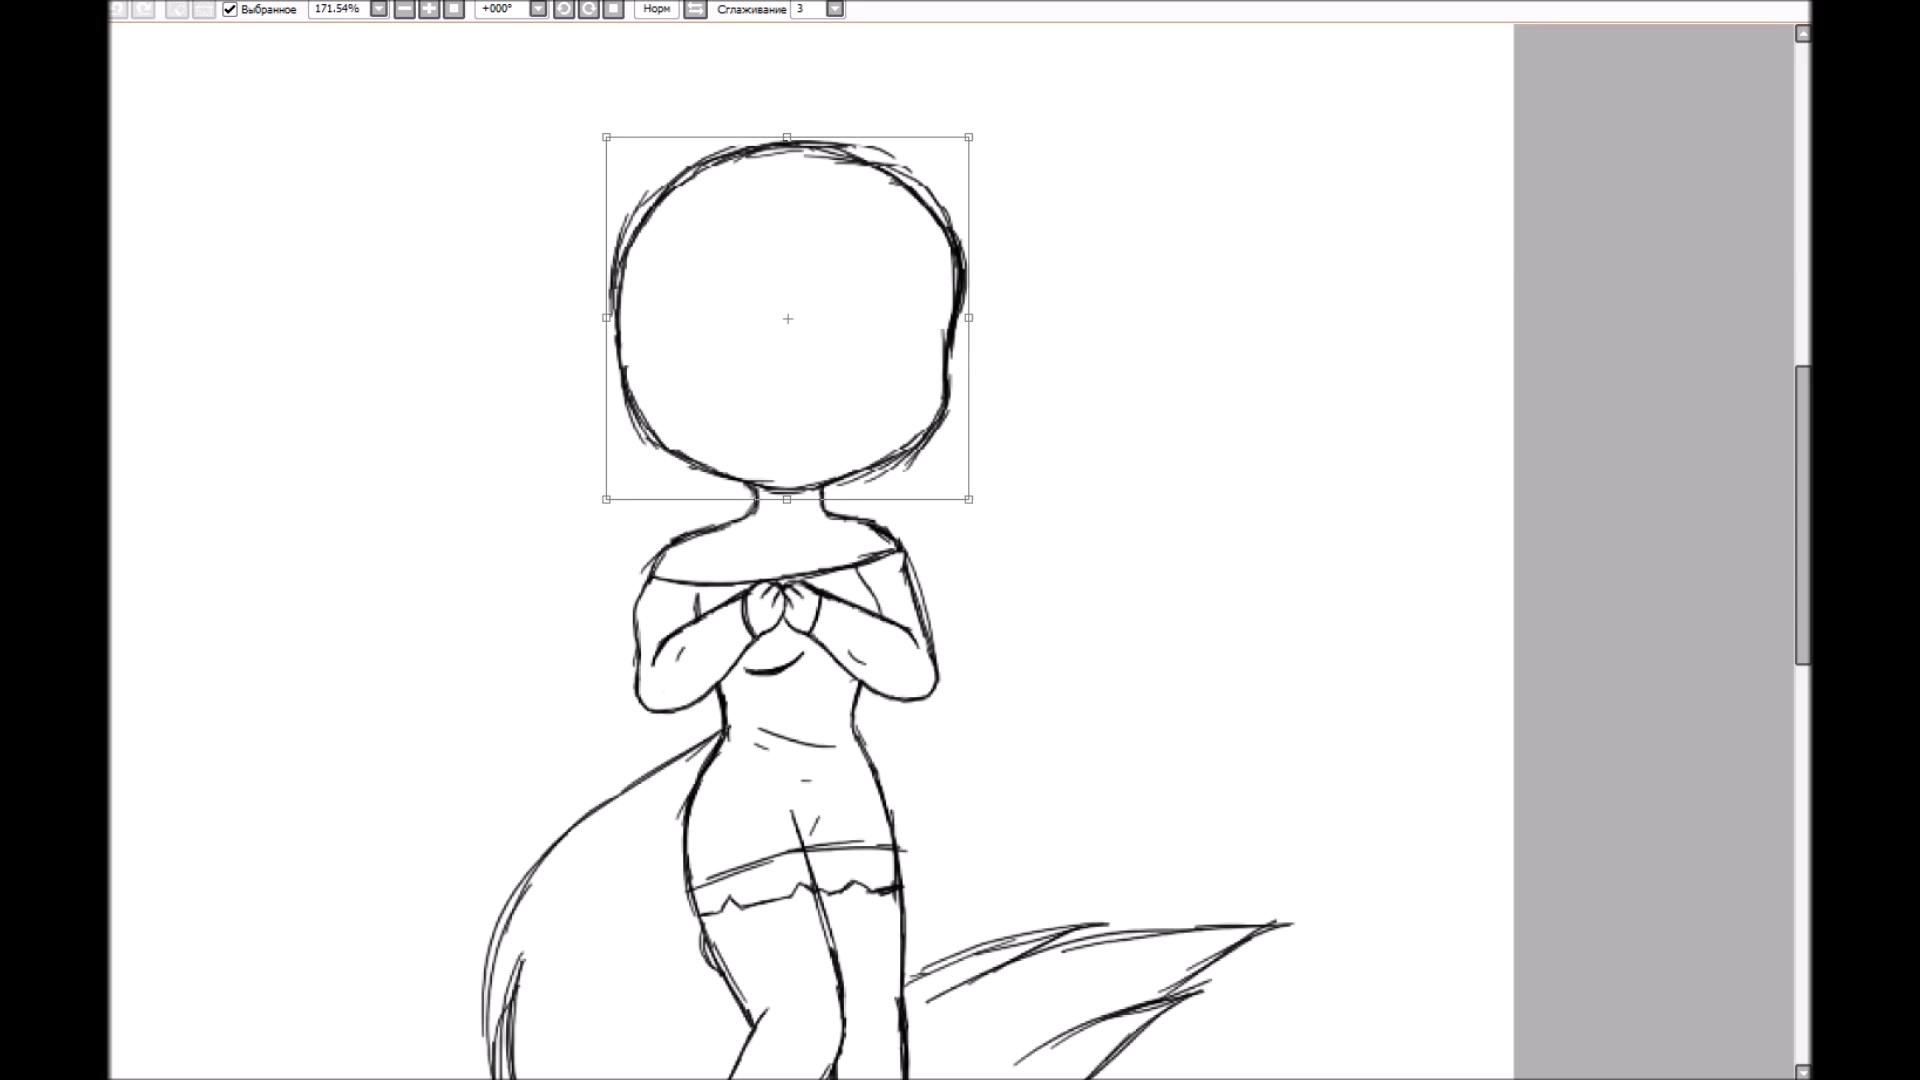 Выбранное 171.54% +000° Норм Сглаживание 3